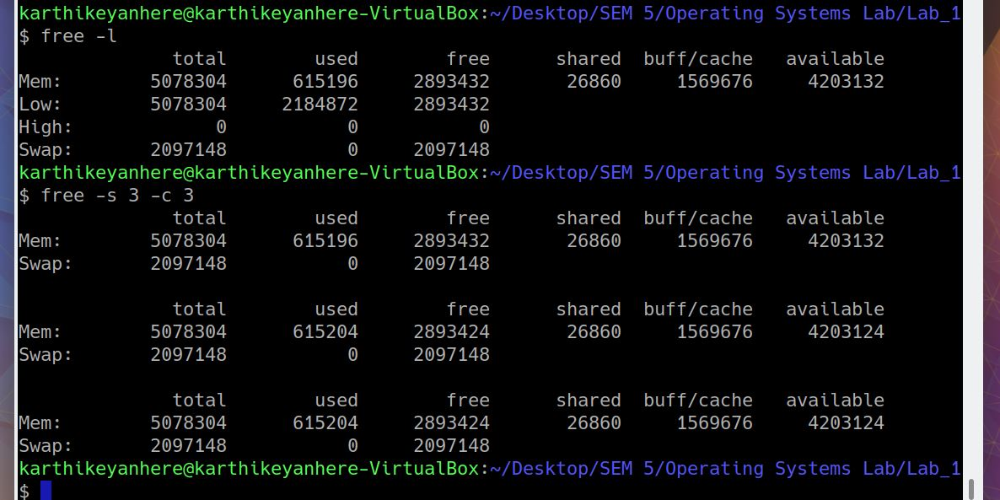 karthikeyanhere@karthikeyanhere-VirtualBox:~/Desktop/SEM 5/Operating Systems Lab/Lab_1
$ free -l
              total        used        free      shared  buff/cache   available
Mem:        5078304      615196     2893432       26860     1569676     4203132
Low:        5078304     2184872     2893432
High:             0           0           0
Swap:       2097148           0     2097148
karthikeyanhere@karthikeyanhere-VirtualBox:~/Desktop/SEM 5/Operating Systems Lab/Lab_1
$ free -s 3 -c 3
              total        used        free      shared  buff/cache   available
Mem:        5078304      615196     2893432       26860     1569676     4203132
Swap:       2097148           0     2097148

              total        used        free      shared  buff/cache   available
Mem:        5078304      615204     2893424       26860     1569676     4203124
Swap:       2097148           0     2097148

              total        used        free      shared  buff/cache   available
Mem:        5078304      615204     2893424       26860     1569676     4203124
Swap:       2097148           0     2097148
karthikeyanhere@karthikeyanhere-VirtualBox:~/Desktop/SEM 5/Operating Systems Lab/Lab_1
$